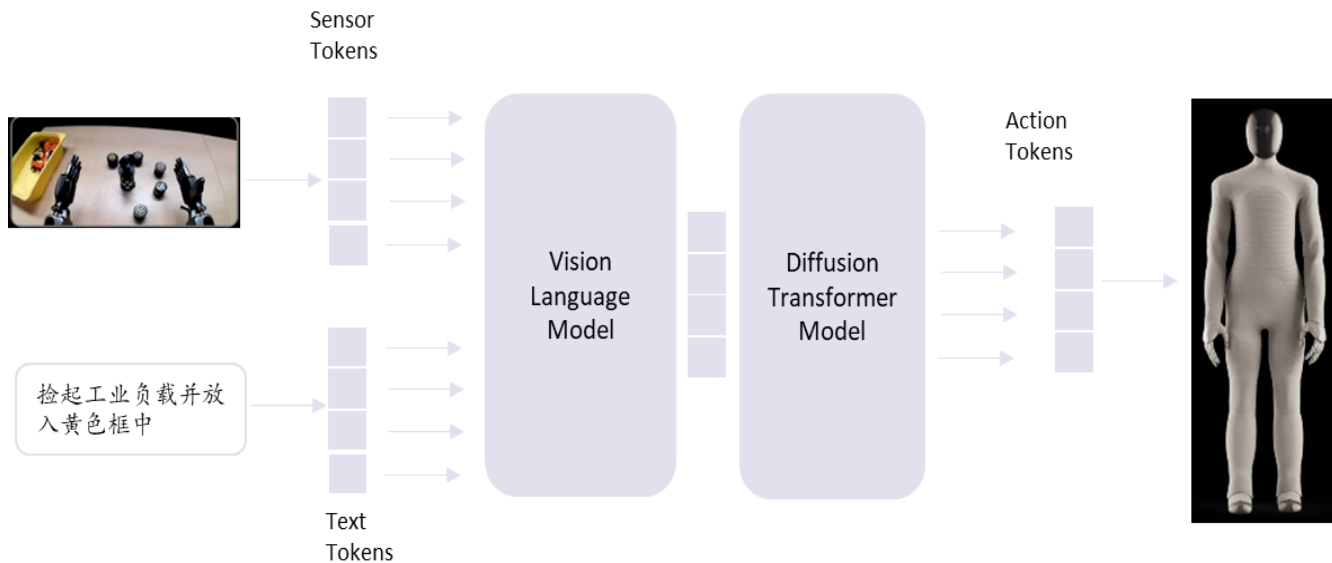 Sensor
Tokens
捡起工业负载并放
入黄色框中
Text
Tokens
Vision
Language
Model
Diffusion
Transformer
Model
Action
Tokens